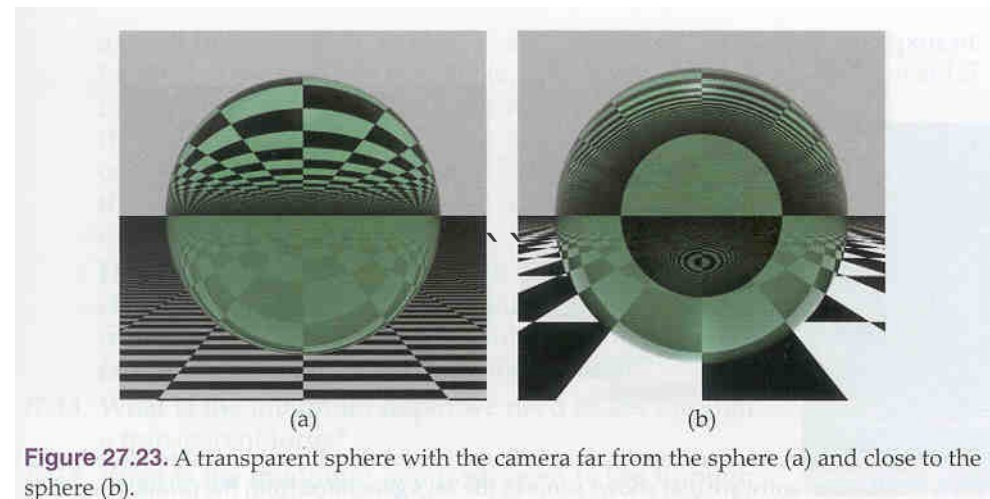 (a)
(b)
Figure 27.23. A transparent sphere with the camera far from the sphere (a) and close to the
sphere (b).